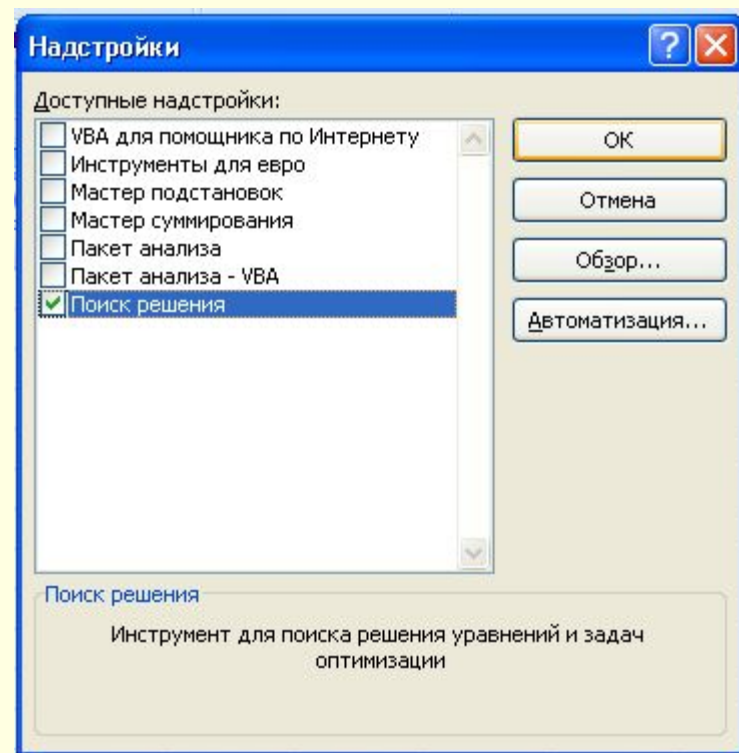 Надстройки
Доступные надстройки:
VBA для помощника по Интернету
Инструменты для евро
Мастер подстановок
Мастер суммирования
Пакет анализа
Пакет анализа - VBA
Поиск решения
ОК
Отмена
Обзор...
Автоматизация...
Поиск решения
Инструмент для поиска решения уравнений и задач
оптимизации